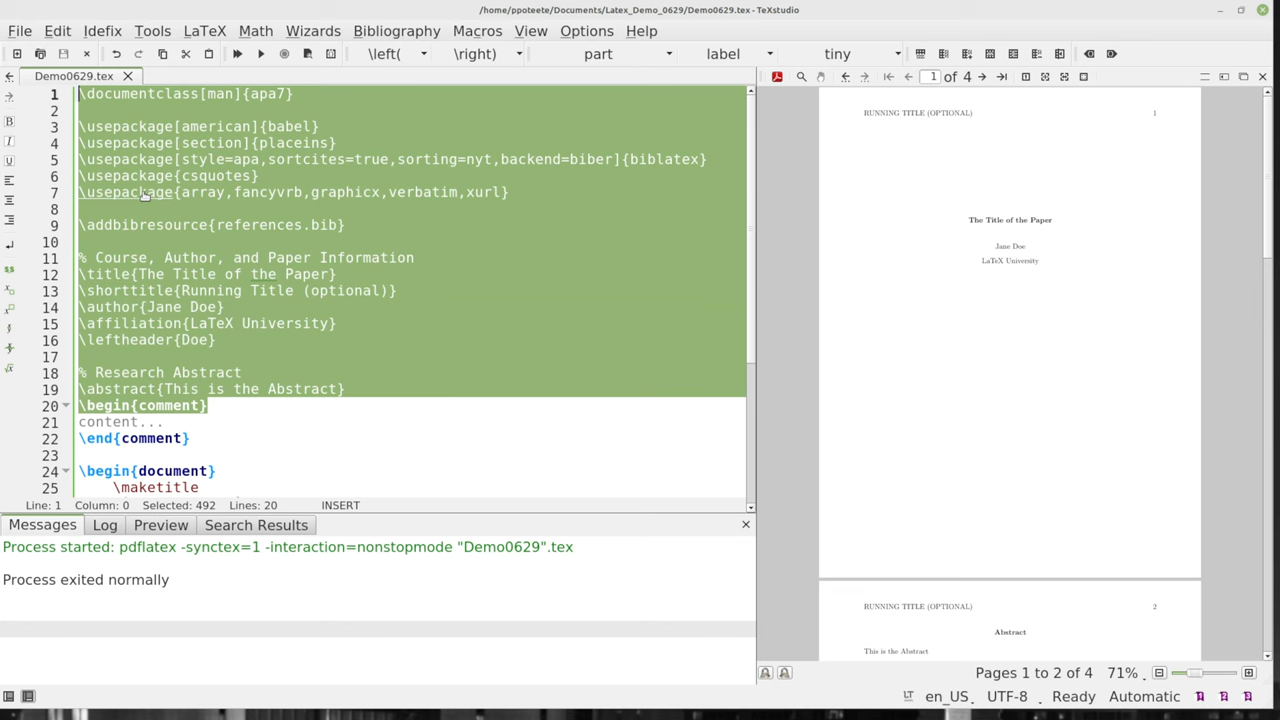 /home/ppoteete/Documents/Latex_Demo_0629/Demo0629.tex - TeXstudio
File Edit Idefix Tools LaTeX Math Wizards Bibliography Macros View Options Help
\left( \right) part label tiny
Demo0629.tex
1 of 4
1 \documentclass[man]{apa7}
2
3 \usepackage[american]{babel}
4 \usepackage[section]{placeins}
5 \usepackage[style=apa,sortcites=true,sorting=nyt,backend=biber]{biblatex}
6 \usepackage{csquotes}
7 \usepackage{array,fancyvrb,graphicx,verbatim,xurl}
8
9 \addbibresource{references.bib}
10
11 % Course, Author, and Paper Information
12 \title{The Title of the Paper}
13 \shorttitle{Running Title (optional)}
14 \author{Jane Doe}
15 \affiliation{LaTeX University}
16 \leftheader{Doe}
17
18 % Research Abstract
19 \abstract{This is the Abstract}
20 \begin{comment}
21 content...
22 \end{comment}
23
24 \begin{document}
25 \maketitle
Line: 1 Column: 0 Selected: 492 Lines: 20 INSERT
Messages Log Preview Search Results
Process started: pdflatex -synctex=1 -interaction=nonstopmode "Demo0629".tex
Process exited normally
RUNNING TITLE (OPTIONAL) 1
The Title of the Paper
Jane Doe
LaTeX University
RUNNING TITLE (OPTIONAL) 2
Abstract
This is the Abstract
Pages 1 to 2 of 4 71%
LT en_US UTF-8 Ready Automatic